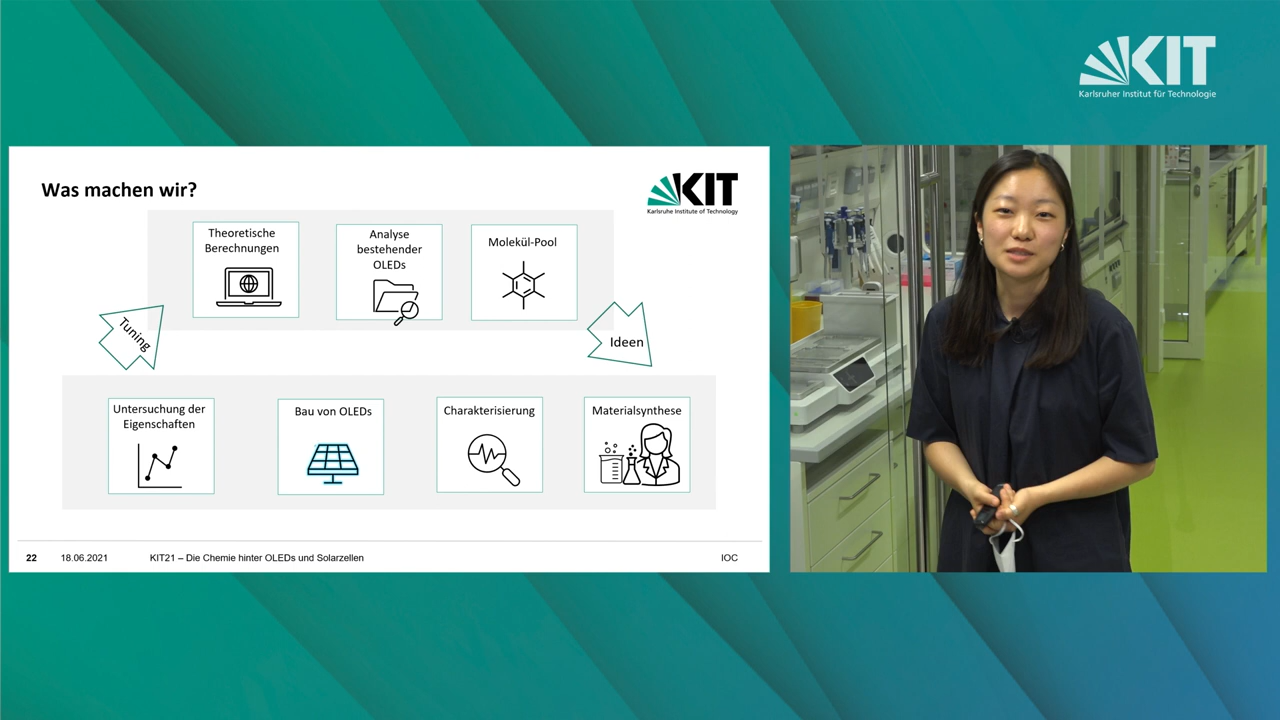 KIT
Karlsruher Institut für Technologie
Was machen wir?
KIT
Karlsruhe Institute of Technology
Theoretische
Berechnungen
Analyse
bestehender
OLEDs
Molekül-Pool
Tuning
Ideen
Untersuchung der
Eigenschaften
Bau von OLEDs
Charakterisierung
Materialsynthese
22
18.06.2021
KIT21 – Die Chemie hinter OLEDs und Solarzellen
IOC